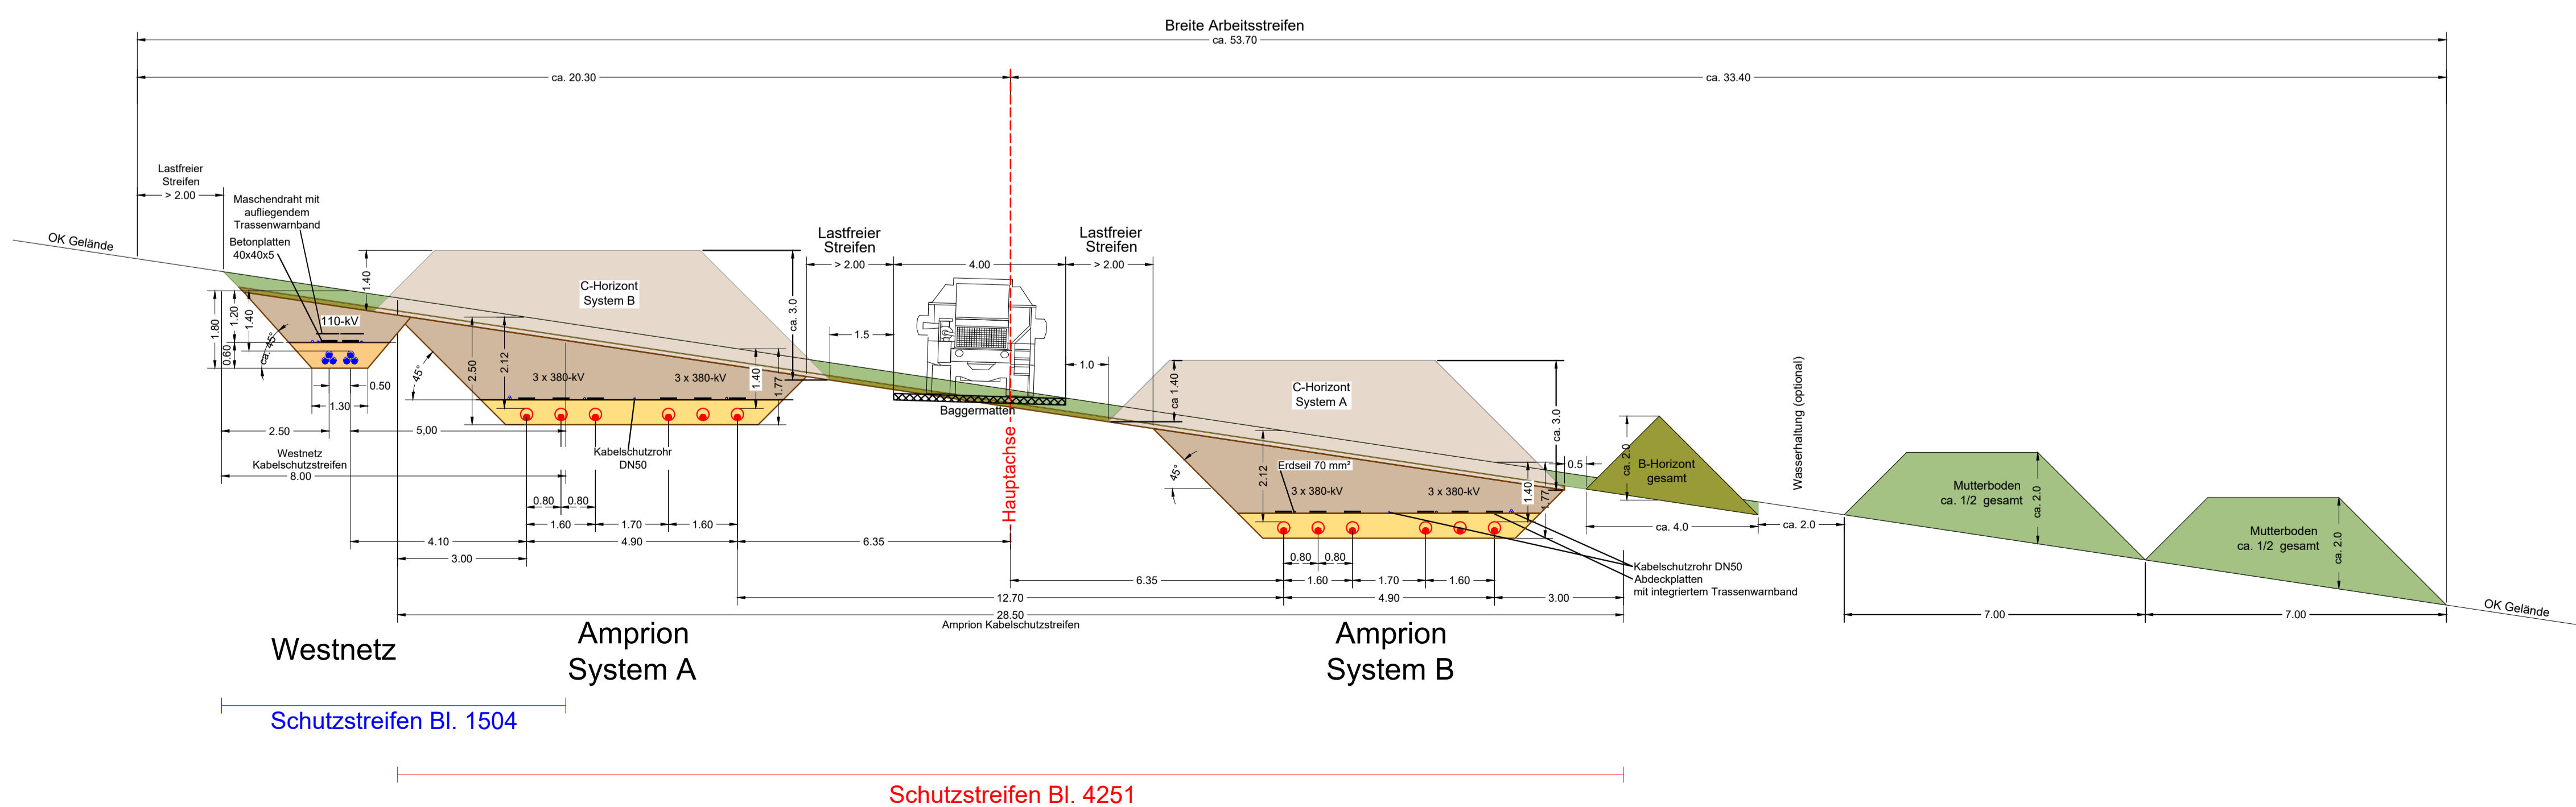 Breite Arbeitsstreifen
ca. 53.70
ca. 20.30
ca. 33.40
Lastfreier
Streifen
> 2.00
Maschendraht mit
aufliegendem
Trassenwarnband
Betonplatten
40x40x5
OK Gelände
1.80
1.20
1.40
0.60
ca. 45°
110-kV
0.50
1.30
2.50
5,00
Westnetz
Kabelschutzstreifen
8.00
1.40
C-Horizont
System B
ca. 3.0
45°
2.50
2.12
3 x 380-kV
3 x 380-kV
1.40
1.77
Kabelschutzrohr
DN50
0.80
0.80
1.60
1.70
1.60
4.10
4.90
6.35
3.00
Lastfreier
Streifen
> 2.00
4.00
Lastfreier
Streifen
> 2.00
1.5
1.0
Baggermatten
Hauptachse
ca 1.40
C-Horizont
System A
ca. 3.0
45°
2.12
Erdseil 70 mm²
3 x 380-kV
3 x 380-kV
1.40
1.77
0.5
0.80
0.80
6.35
1.60
1.70
1.60
12.70
4.90
3.00
28.50
Amprion Kabelschutzstreifen
Kabelschutzrohr DN50
Abdeckplatten
mit integriertem Trassenwarnband
ca. 2.0
B-Horizont
gesamt
ca. 4.0
ca. 2.0
Wasserhaltung (optional)
Mutterboden
ca. 1/2 gesamt
ca. 2.0
Mutterboden
ca. 1/2 gesamt
ca. 2.0
7.00
7.00
OK Gelände
Westnetz
Amprion
System A
Amprion
System B
Schutzstreifen Bl. 1504
Schutzstreifen Bl. 4251